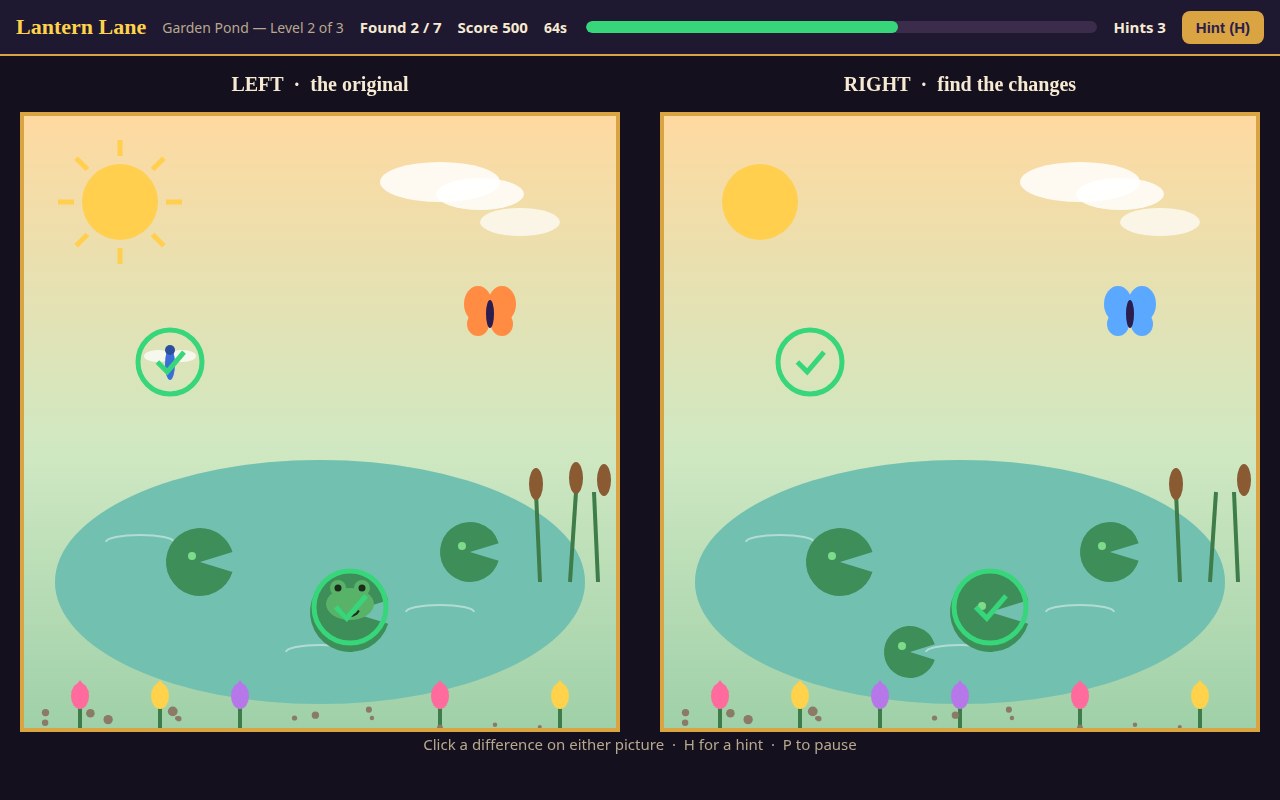 Lantern Lane Garden Pond — Level 2 of 3 Found 2 / 7 Score 500 64s Hints 3 Hint (H)
LEFT · the original
RIGHT · find the changes
Click a difference on either picture · H for a hint · P to pause